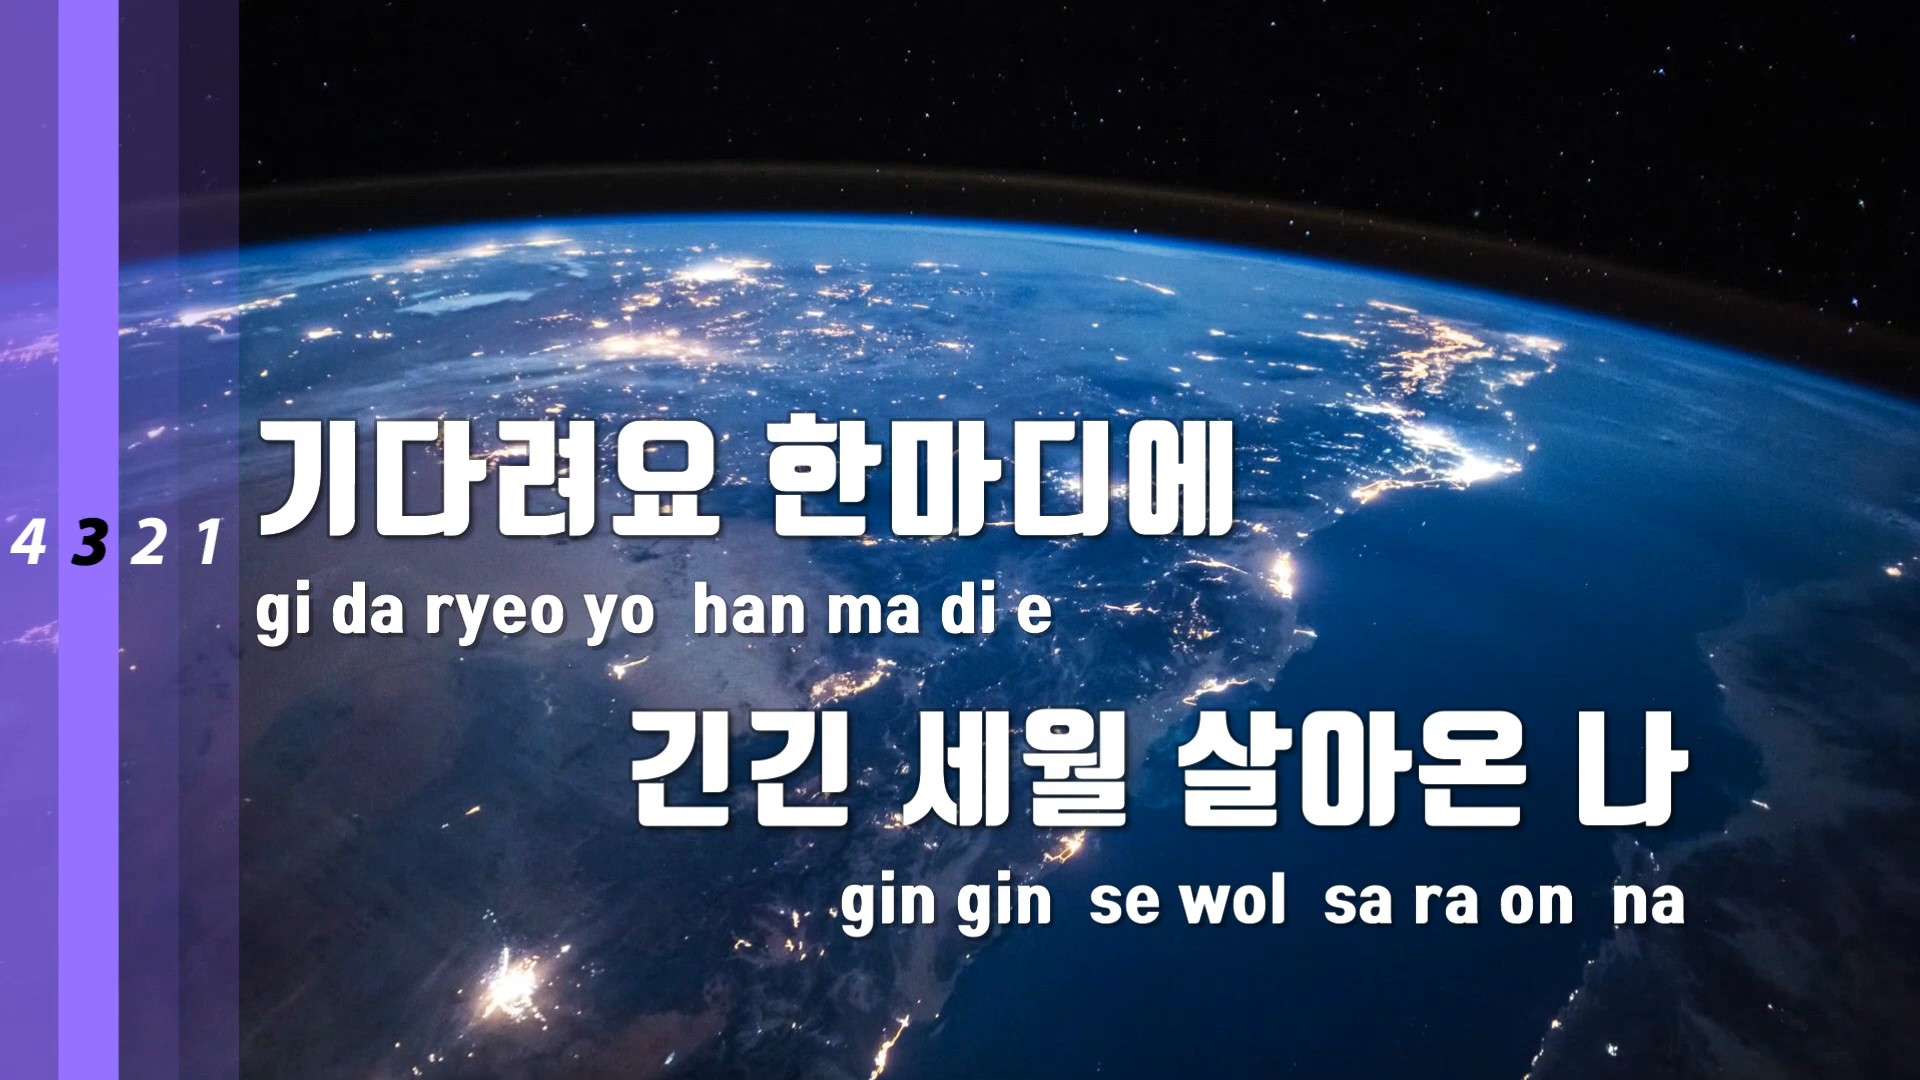 기다려요 한마디에
gi da ryeo yo han ma di e
4 3 2 1
긴긴 세월 살아온 나
gin gin se wol sa ra on na